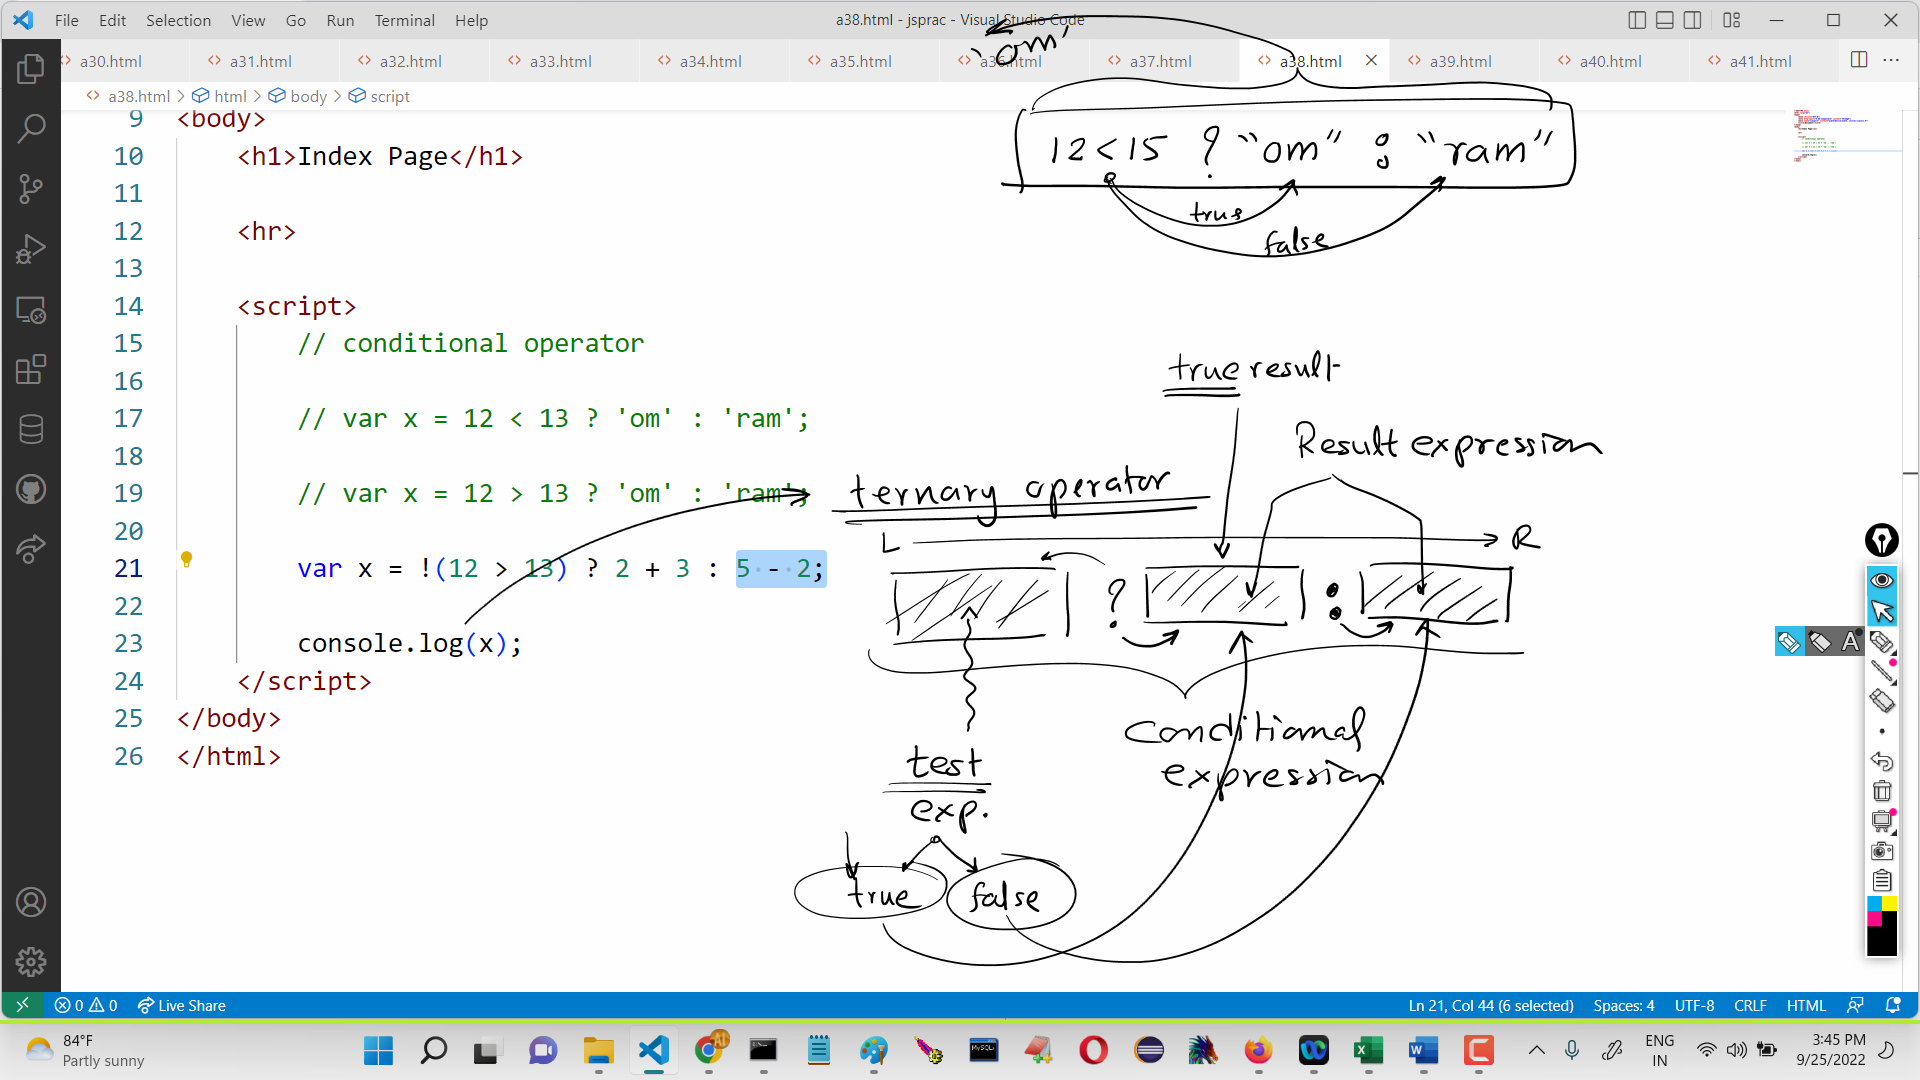 File Edit Selection View Go Run Terminal Help
a38.html - jsprac - Visual Studio Code
a30.html a31.html a32.html a33.html a34.html a35.html a36.html a37.html a38.html a39.html a40.html a41.html
'om'
a38.html > html > body > script
9 <body>
10 <h1>Index Page</h1>
11
12 <hr>
13
14 <script>
15 // conditional operator
16
17 // var x = 12 < 13 ? 'om' : 'ram';
18
19 // var x = 12 > 13 ? 'om' : 'ram';
20
21 var x = !(12 > 13) ? 2 + 3 : 5 - 2;
22
23 console.log(x);
24 </script>
25 </body>
26 </html>
12<15 ? "om" : "ram"
true
false
true result
Result expression
ternary operator
L R
? :
Conditional
expression
test
exp.
true false
A
0 0 Live Share
Ln 21, Col 44 (6 selected) Spaces: 4 UTF-8 CRLF HTML
84°F
Partly sunny
ENG
IN
3:45 PM
9/25/2022